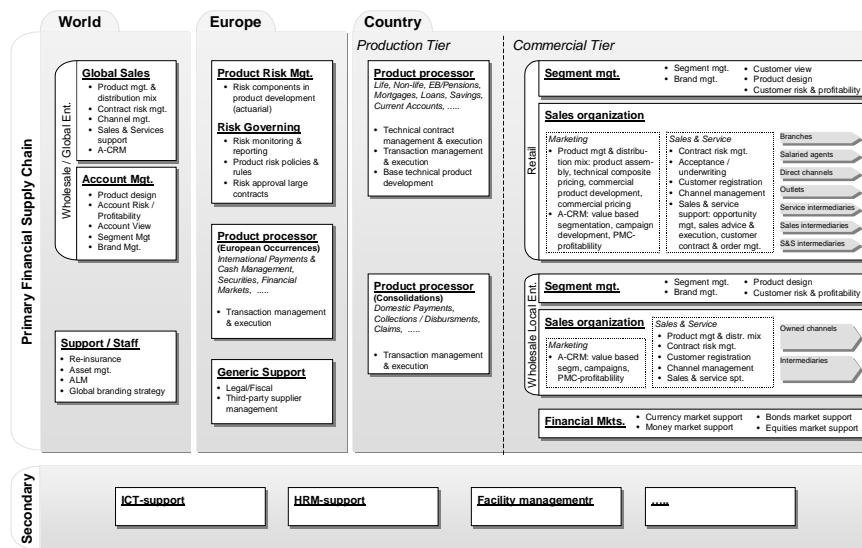 World
Europe
Country
Production Tier
Commercial Tier
Primary Financial Supply Chain
Wholesale / Global Ent.
Global Sales
• Product mgt. &
distribution mix
• Contract risk mgt.
• Channel mgt.
• Sales & Services
support
• A-CRM
Account Mgt.
• Product design
• Account Risk /
Profitability
• Account View
• Segment Mgt
• Brand Mgt.
Support / Staff
• Re-insurance
• Asset mgt.
• ALM
• Global branding strategy
Product Risk Mgt.
• Risk components in
product development
(actuarial)
Risk Governing
• Risk monitoring &
reporting
• Product risk policies &
rules
• Risk approval large
contracts
Product processor
(European Occurrences)
International Payments &
Cash Management,
Securities, Financial
Markets, .....
• Transaction management
& execution
Generic Support
• Legal/Fiscal
• Third-party supplier
management
Product processor
Life, Non-life, EB/Pensions,
Mortgages, Loans, Savings,
Current Accounts, .....
• Technical contract
management & execution
• Transaction management
& execution
• Base technical product
development
Product processor
(Consolidations)
Domestic Payments,
Collections / Disbursments,
Claims, .....
• Transaction management
& execution
Retail
Segment mgt.
• Segment mgt.
• Brand mgt.
• Customer view
• Product design
• Customer risk & profitability
Sales organization
Marketing
• Product mgt & distribu-
tion mix: product assem-
bly, technical composite
pricing, commercial
product development,
commercial pricing
• A-CRM: value based
segmentation, campaign
development, PMC-
profitablility
Sales & Service
• Contract risk mgt.
• Acceptance /
underwriting
• Customer registration
• Channel management
• Sales & service
support: opportunity
mgt, sales advice &
execution, customer
contract & order mgt.
Branches
Salaried agents
Direct channels
Outlets
Service intermediaries
Sales intermediaries
S&S intermediaries
Wholesale Local Ent.
Segment mgt.
• Segment mgt.
• Brand mgt.
• Product design
• Customer risk & profitability
Sales organization
Marketing
• A-CRM: value based
segm, campaigns,
PMC-profitablility
Sales & Service
• Product mgt & distr. mix
• Contract risk mgt.
• Customer registration
• Channel management
• Sales & service spt.
Owned channels
Intermediaries
Financial Mkts.
• Currency market support
• Money market support
• Bonds market support
• Equities market support
Secondary
ICT-support
HRM-support
Facility managementr
.....